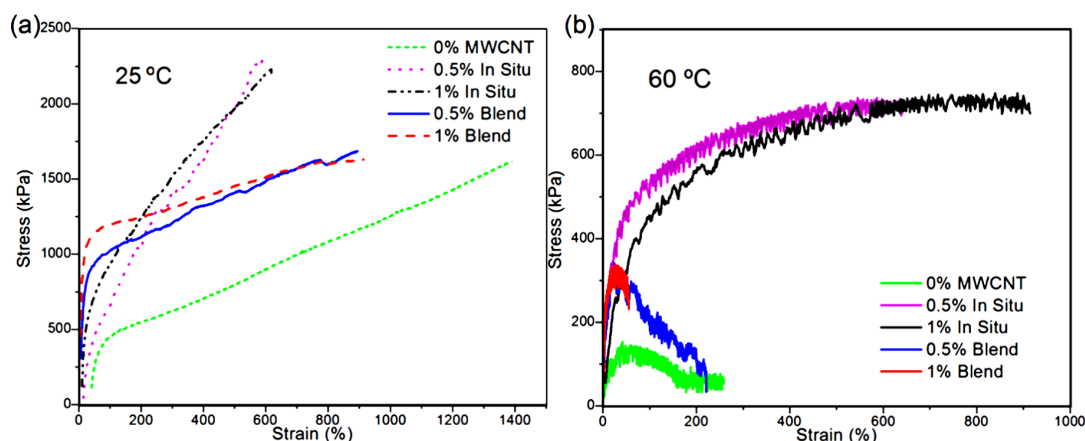 (a)
2500
2000
1500
1000
500
0
Stress (kPa)
25 ºC
0% MWCNT
0.5% In Situ
1% In Situ
0.5% Blend
1% Blend
0 200 400 600 800 1000 1200 1400
Strain (%)
(b)
800
600
400
200
0
Stress (kPa)
60 ºC
0% MWCNT
0.5% In Situ
1% In Situ
0.5% Blend
1% Blend
0 200 400 600 800 1000
Strain (%)